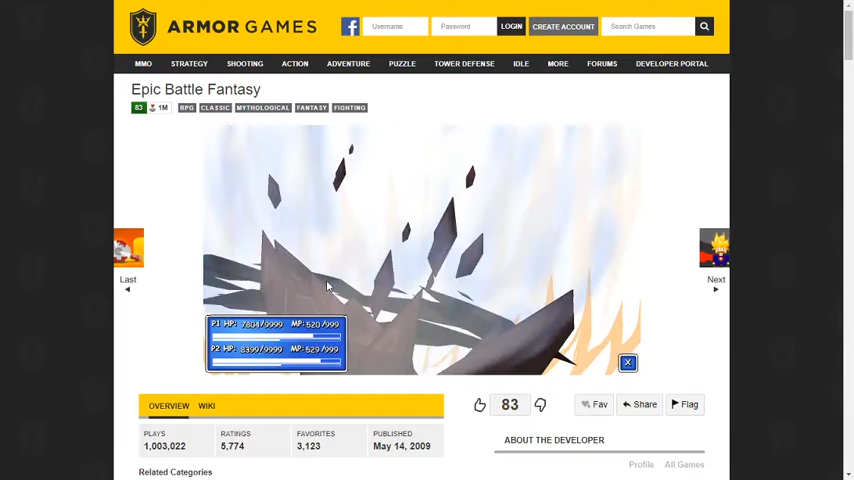 ARMOR GAMES
Username
Password
LOGIN
CREATE ACCOUNT
Search Games
MMO STRATEGY SHOOTING ACTION ADVENTURE PUZZLE TOWER DEFENSE IDLE MORE FORUMS DEVELOPER PORTAL
Epic Battle Fantasy
83 1M RPG CLASSIC MYTHOLOGICAL FANTASY FIGHTING
Last
Next
P1 HP: 7804/9999 MP: 520/999
P2 HP: 8399/9999 MP: 529/999
X
OVERVIEW WIKI
83
Fav
Share
Flag
PLAYS RATINGS FAVORITES PUBLISHED
1,003,022 5,774 3,123 May 14, 2009
ABOUT THE DEVELOPER
Profile All Games
Related Categories